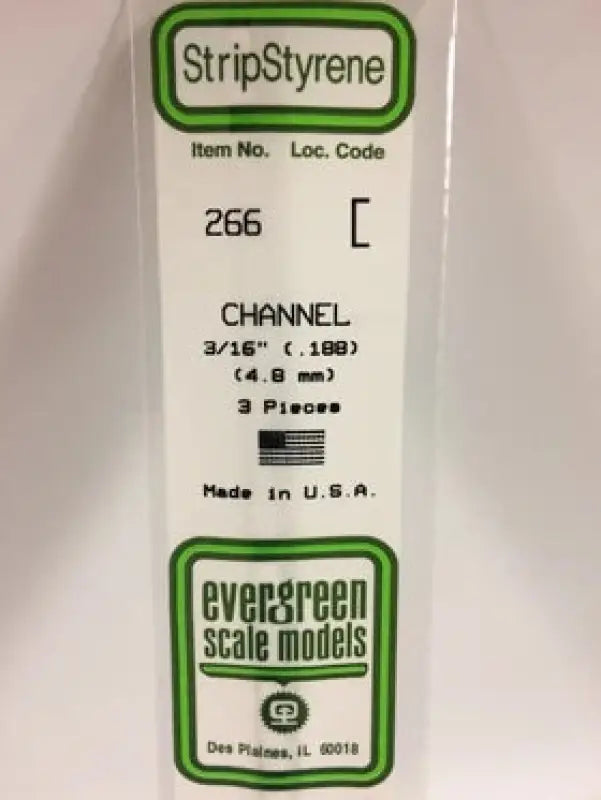 StripStyrene
Item No. Loc. Code
266 [
CHANNEL
3/16" (.188)
(4.8 mm)
3 Pieces
Made in U.S.A.
evergreen
scale models
Des Plaines, IL 60018